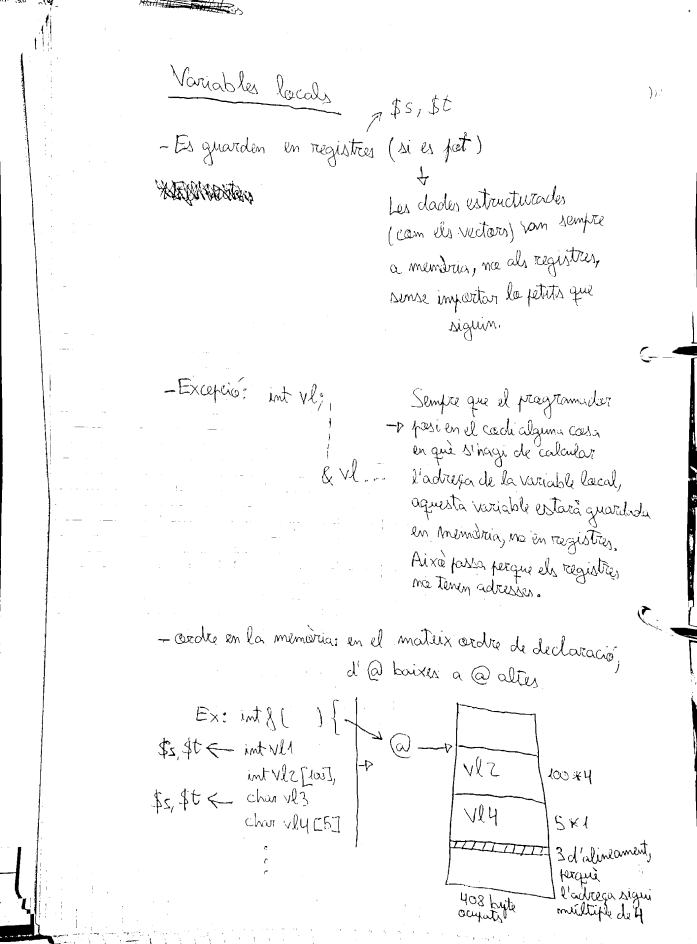 Variables locals
$s, $t
- Es guarden en registres (si es pot)
Les dades estructurades
(com els vectors) van sempre
a memòria, no als registres,
sense importar lo petits que
siguin.
- Excepció: int vl;
& vl...
Sempre que el programador
posi en el codi alguna cosa
en què s'hagi de calcular
l'adreça de la variable local,
aquesta variable estarà guardada
en memòria, no en registres.
Això passa perque els registres
no tenen adresses.
- ordre en la memòria: en el mateix ordre de declaració,
d'@ baixes a @ altes
Ex: int f( ) {
$s, $t ← int vl1
int vl2 [100],
$s, $t ← char vl3
char vl4 [5]
@
vl2
100*4
vl4
5*1
3 d'alineament,
perquè
l'adreça sigui
múltiple de 4
408 byte
ocupats